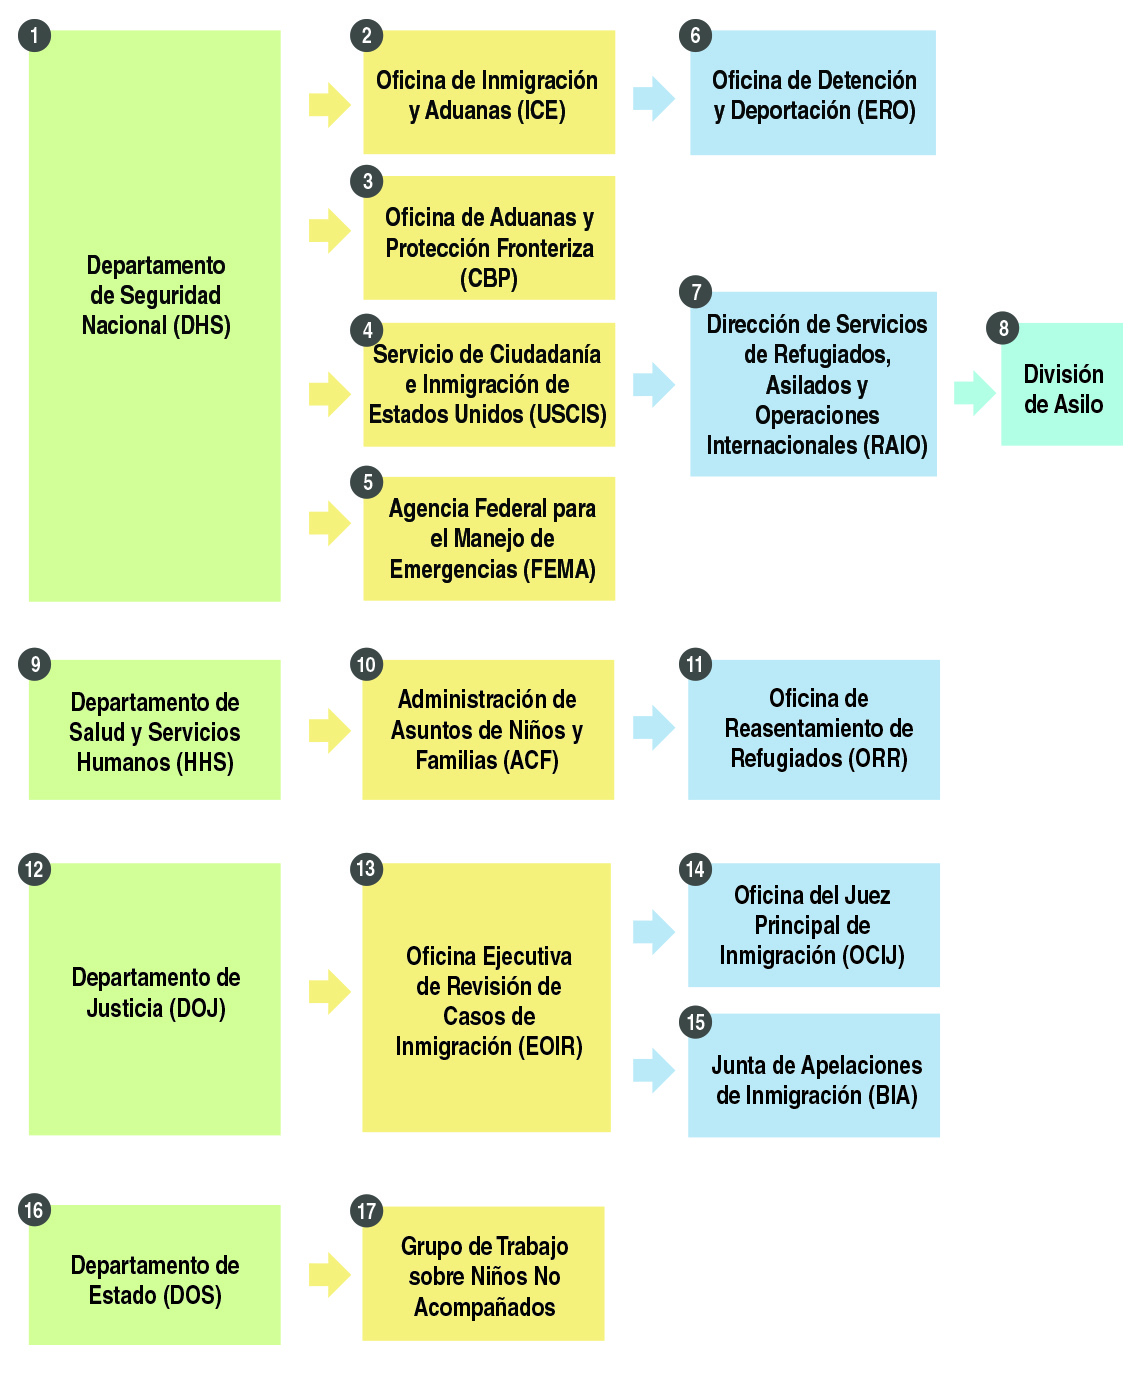 1
Departamento
de Seguridad
Nacional (DHS)
2
Oficina de Inmigración
y Aduanas (ICE)
3
Oficina de Aduanas y
Protección Fronteriza
(CBP)
4
Servicio de Ciudadanía
e Inmigración de
Estados Unidos (USCIS)
5
Agencia Federal para
el Manejo de
Emergencias (FEMA)
6
Oficina de Detención
y Deportación (ERO)
7
Dirección de Servicios
de Refugiados,
Asilados y
Operaciones
Internacionales (RAIO)
8
División
de Asilo
9
Departamento de
Salud y Servicios
Humanos (HHS)
10
Administración de
Asuntos de Niños y
Familias (ACF)
11
Oficina de
Reasentamiento de
Refugiados (ORR)
12
Departamento de
Justicia (DOJ)
13
Oficina Ejecutiva
de Revisión de
Casos de
Inmigración (EOIR)
14
Oficina del Juez
Principal de
Inmigración (OCIJ)
15
Junta de Apelaciones
de Inmigración (BIA)
16
Departamento de
Estado (DOS)
17
Grupo de Trabajo
sobre Niños No
Acompañados